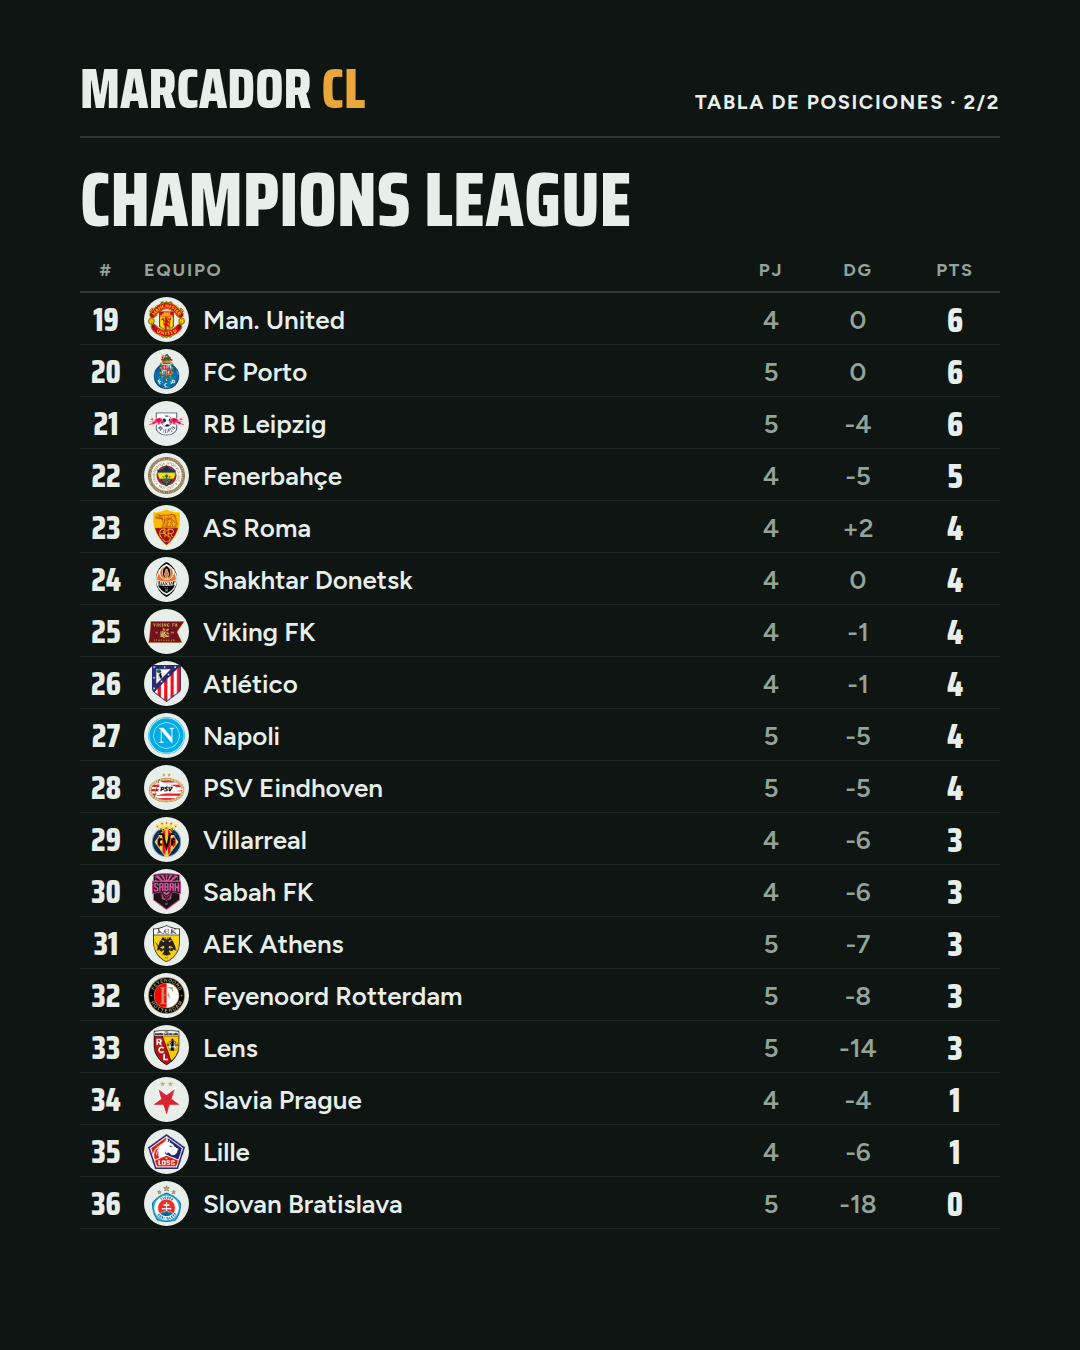 MARCADOR CL
TABLA DE POSICIONES · 2/2
CHAMPIONS LEAGUE
# EQUIPO PJ DG PTS
19 Man. United 4 0 6
20 FC Porto 5 0 6
21 RB Leipzig 5 -4 6
22 Fenerbahçe 4 -5 5
23 AS Roma 4 +2 4
24 Shakhtar Donetsk 4 0 4
25 VIKING FK Viking FK 4 -1 4
26 Atlético 4 -1 4
27 N Napoli 5 -5 4
28 PSV PSV Eindhoven 5 -5 4
29 Villarreal 4 -6 3
30 SABAH Sabah FK 4 -6 3
31 AEK Athens 5 -7 3
32 Feyenoord Rotterdam 5 -8 3
33 RCL Lens 5 -14 3
34 Slavia Prague 4 -4 1
35 LOSC Lille 4 -6 1
36 Slovan Bratislava 5 -18 0